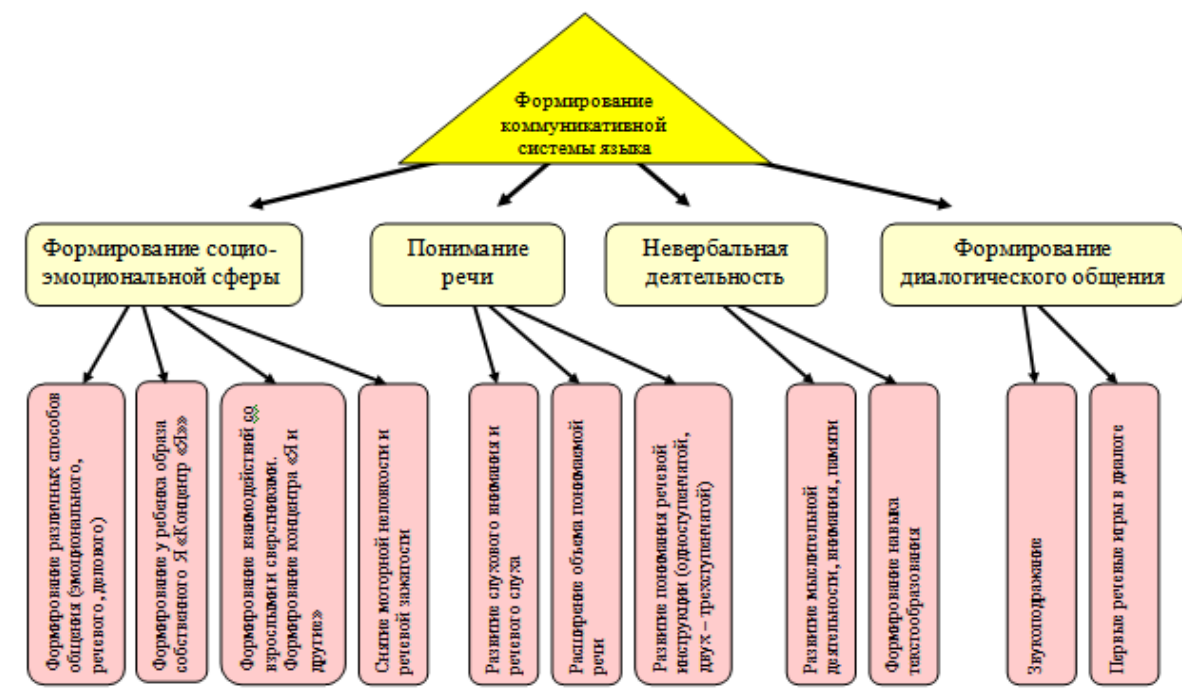 Формирование
коммуникативной
системы языка
Формирование социо-
эмоциональной сферы
Понимание
речи
Невербальная
деятельность
Формирование
диалогического общения
Формирование различных способов
общения (эмоционального,
речевого, делового)
Формирование у ребенка образа
собственного Я «Концентр «Я»»
Формирование взаимодействий со
взрослыми и сверстниками.
Формирование концентра «Я и
другие»
Снятие моторной неловкости и
речевой зажатости
Развитие слухового внимания и
речевого слуха
Расширение объема понимаемой
речи
Развитие понимания речевой
инструкции (одноступенчатой,
двух – трехступенчатой)
Развитие мыслительной
деятельности, внимания, памяти
Формирование навыка
текстообразования
Звукоподражание
Первые речевые игры в диалоге